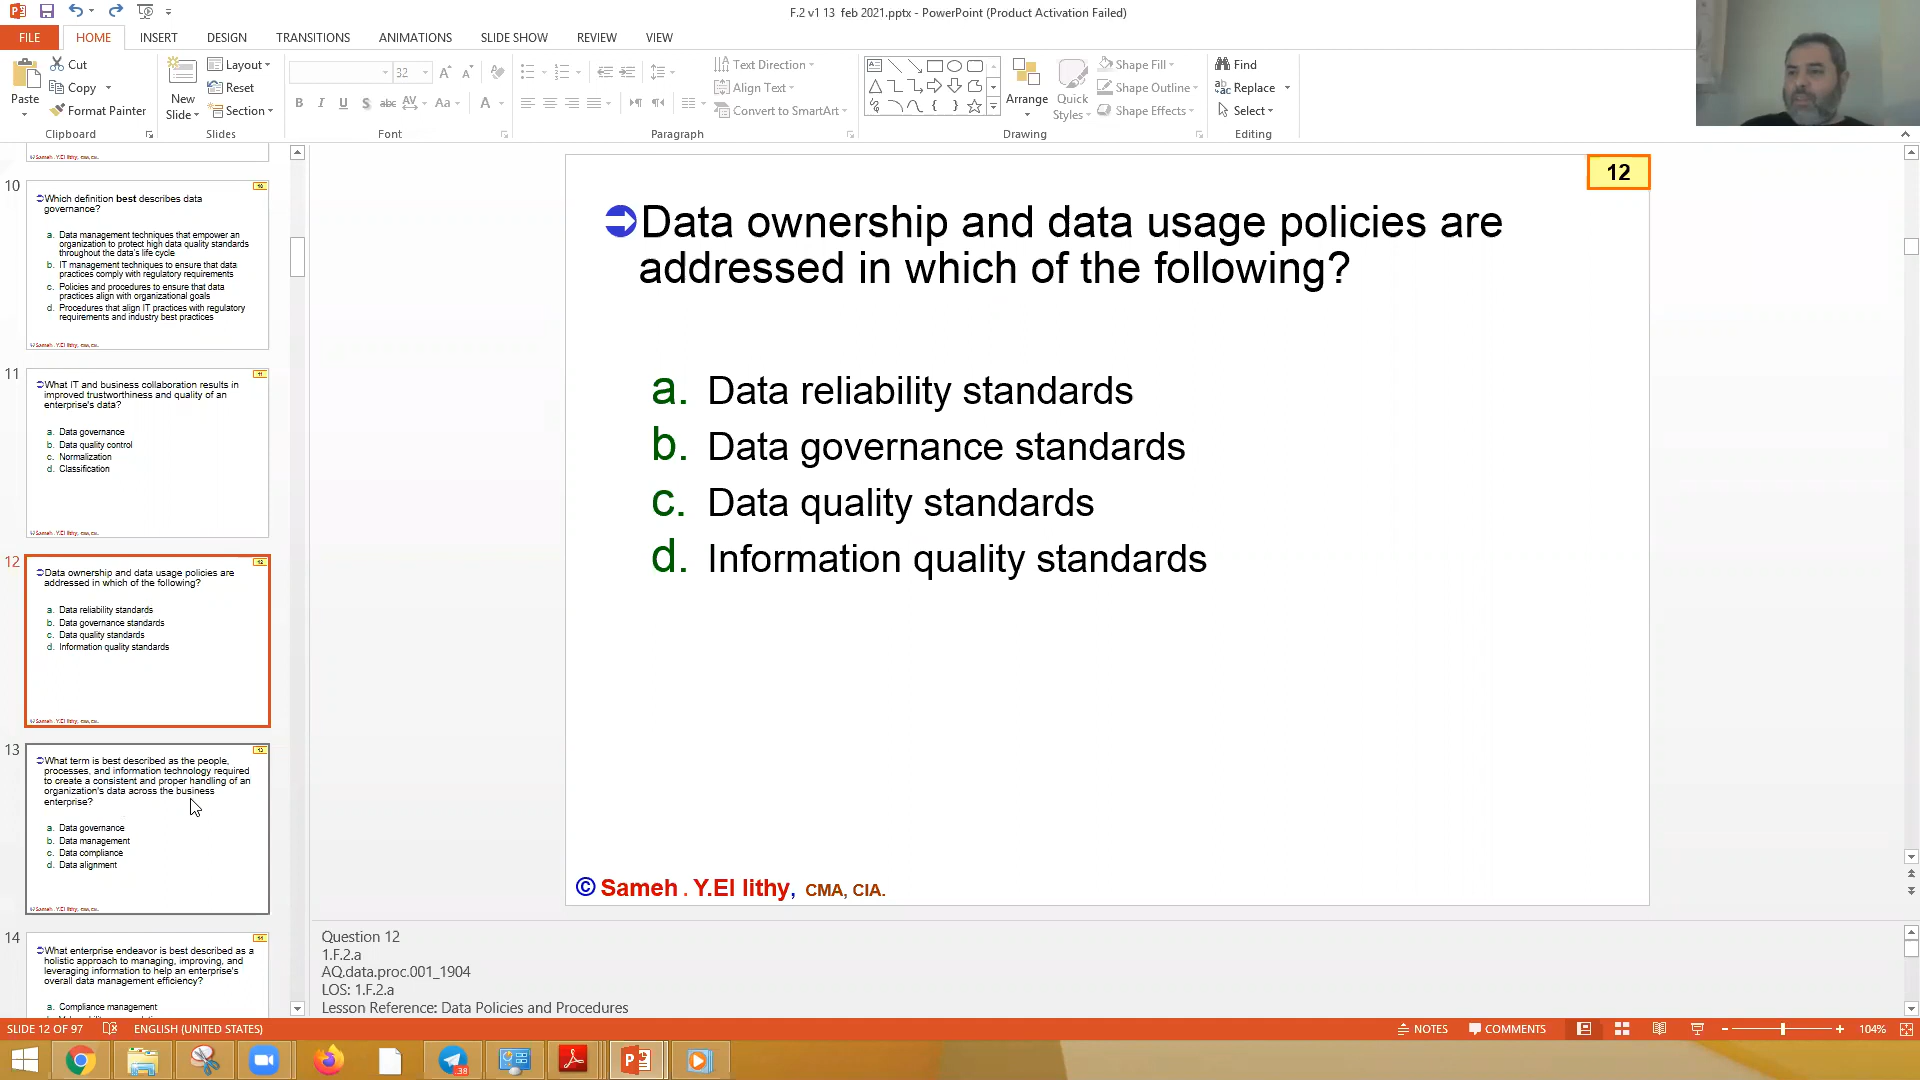 F.2 v1 13 feb 2021.pptx - PowerPoint (Product Activation Failed)
FILE HOME INSERT DESIGN TRANSITIONS ANIMATIONS SLIDE SHOW REVIEW VIEW
Paste
Cut
Copy
Format Painter
Clipboard
New Slide
Layout
Reset
Section
Slides
32
Font
Text Direction
Align Text
Convert to SmartArt
Paragraph
Arrange
Quick Styles
Shape Fill
Shape Outline
Shape Effects
Drawing
Find
Replace
Select
Editing
10
10
Which definition best describes data
governance?
a. Data management techniques that empower an
organization to protect high data quality standards
throughout the data's life cycle
b. IT management techniques to ensure that data
practices comply with regulatory requirements
c. Policies and procedures to ensure that data
practices align with organizational goals
d. Procedures that align IT practices with regulatory
requirements and industry best practices
11
11
What IT and business collaboration results in
improved trustworthiness and quality of an
enterprise's data?
a. Data governance
b. Data quality control
c. Normalization
d. Classification
12
12
Data ownership and data usage policies are
addressed in which of the following?
a. Data reliability standards
b. Data governance standards
c. Data quality standards
d. Information quality standards
13
13
What term is best described as the people,
processes, and information technology required
to create a consistent and proper handling of an
organization's data across the business
enterprise?
a. Data governance
b. Data management
c. Data compliance
d. Data alignment
14
14
What enterprise endeavor is best described as a
holistic approach to managing, improving, and
leveraging information to help an enterprise's
overall data management efficiency?
a. Compliance management
12
Data ownership and data usage policies are
addressed in which of the following?
a. Data reliability standards
b. Data governance standards
c. Data quality standards
d. Information quality standards
© Sameh . Y.El lithy, CMA, CIA.
Question 12
1.F.2.a
AQ.data.proc.001_1904
LOS: 1.F.2.a
Lesson Reference: Data Policies and Procedures
SLIDE 12 OF 97 ENGLISH (UNITED STATES) NOTES COMMENTS 104%
38